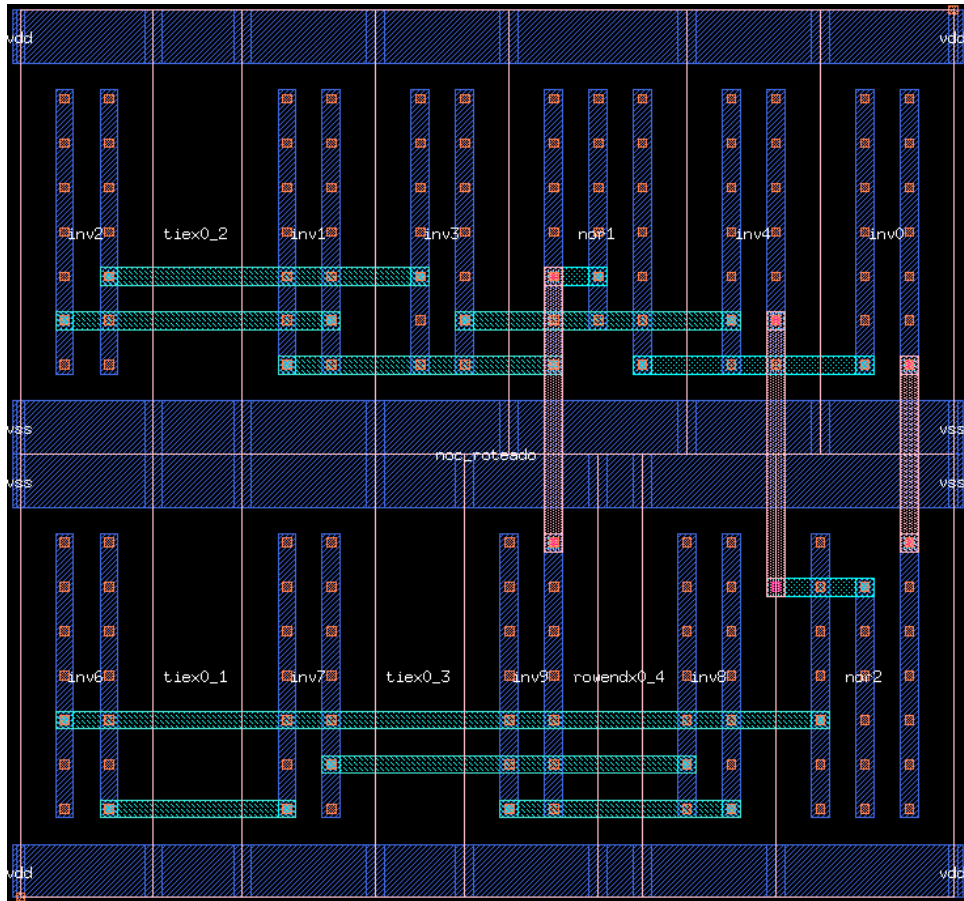 vdd vdd
inv2 tiex0_2 inv1 inv3 nor1 inv4 inv0
vss vss
noc_roteado
vss vss
inv6 tiex0_1 inv7 tiex0_3 inv9 rowendx0_4 inv8 nor2
vdd vdd